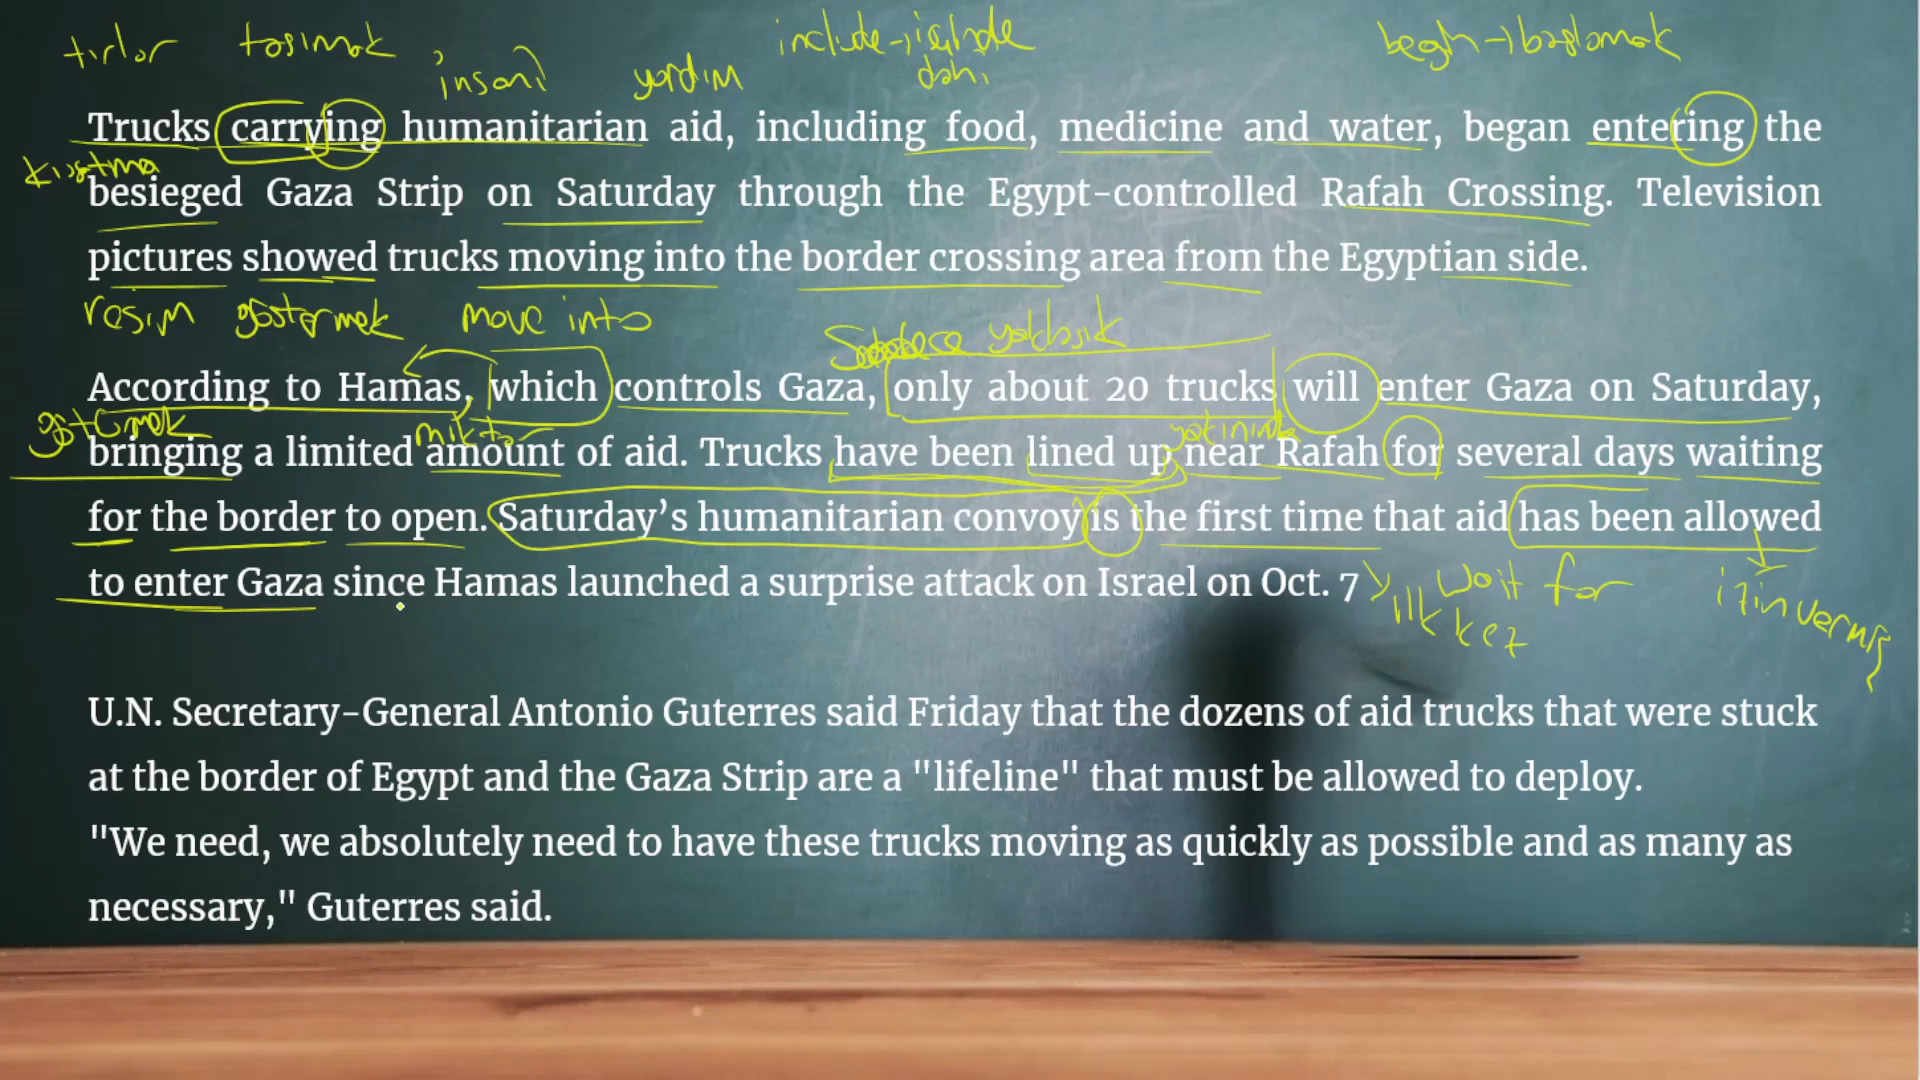 tırlar taşımak insani yardım include→içinde dahi begin→başlamak
Trucks carrying humanitarian aid, including food, medicine and water, began entering the
besieged Gaza Strip on Saturday through the Egypt-controlled Rafah Crossing. Television
pictures showed trucks moving into the border crossing area from the Egyptian side.
resim göstermek move into
yaklaşık
According to Hamas, which controls Gaza, only about 20 trucks will enter Gaza on Saturday,
miktar
bringing a limited amount of aid. Trucks have been lined up near Rafah for several days waiting
for the border to open. Saturday's humanitarian convoy is the first time that aid has been allowed
to enter Gaza since Hamas launched a surprise attack on Israel on Oct. 7
wait for
ilk kez
U.N. Secretary-General Antonio Guterres said Friday that the dozens of aid trucks that were stuck
at the border of Egypt and the Gaza Strip are a "lifeline" that must be allowed to deploy.
"We need, we absolutely need to have these trucks moving as quickly as possible and as many as
necessary," Guterres said.